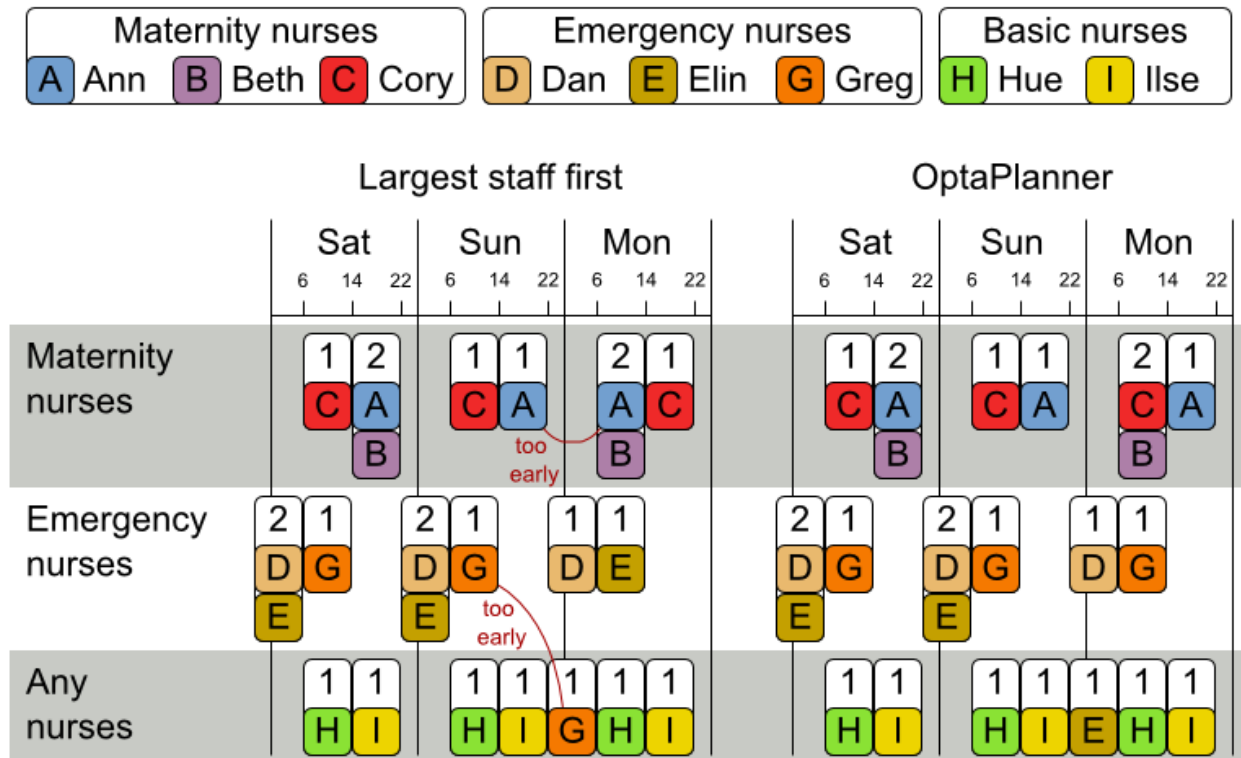 Maternity nurses Emergency nurses Basic nurses
A Ann B Beth C Cory D Dan E Elin G Greg H Hue I Ilse
Largest staff first OptaPlanner
Sat Sun Mon Sat Sun Mon
6 14 22 6 14 22 6 14 22 6 14 22 6 14 22 6 14 22
Maternity 1 2 1 1 2 1 1 2 1 1 2 1
nurses C A C A A C C A C A C A
too
B B B B
early
Emergency 2 1 2 1 1 1 2 1 2 1 1 1
nurses D G D G D E D G D G D G
E E E E
too
early
Any 1 1 1 1 1 1 1 1 1 1 1 1 1 1
nurses H I H I G H I H I H I E H I